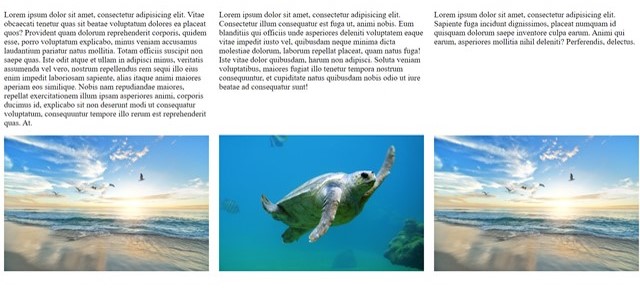 Lorem ipsum dolor sit amet, consectetur adipisicing elit. Vitae
obcaecati tenetur quas sit beatae voluptatum dolores ea placeat
quos? Provident quam dolorum reprehenderit corporis, quidem
esse, porro voluptatum explicabo, minus veniam accusamus
laudantium pariatur natus mollitia. Totam officiis suscipit non
saepe quas. Iste odit atque et ullam in adipisci minus, veritatis
assumenda vel vero, nostrum repellendus rem sequi illo eius
enim impedit laboriosam sapiente, alias itaque animi maiores
aperiam eos similique. Nobis nam repudiandae maiores,
repellat exercitationem illum ipsam asperiores animi, corporis
ducimus id, explicabo sit non deserunt modi ut consequatur
voluptatum, consequuntur tempore illo rerum est reprehenderit
quas. At.
Lorem ipsum dolor sit amet, consectetur adipisicing elit.
Consectetur illum consequatur est fuga ut, animi nobis. Eum
blanditiis qui officiis unde asperiores deleniti voluptatem eaque
vitae impedit iusto vel, quibusdam neque minima dicta
molestiae dolorum, laborum repellat placeat, quam natus fuga!
Iste vitae dolor quibusdam, harum non adipisci. Soluta veniam
voluptatibus, maiores fugiat illo tenetur tempora nostrum
consequuntur, et cupiditate natus quibusdam nobis odio ut iure
beatae ad consequatur sunt!
Lorem ipsum dolor sit amet, consectetur adipisicing elit.
Sapiente fuga incidunt dignissimos, placeat numquam id
quisquam dolorum saepe inventore culpa earum. Animi qui
earum, asperiores mollitia nihil deleniti? Perferendis, delectus.